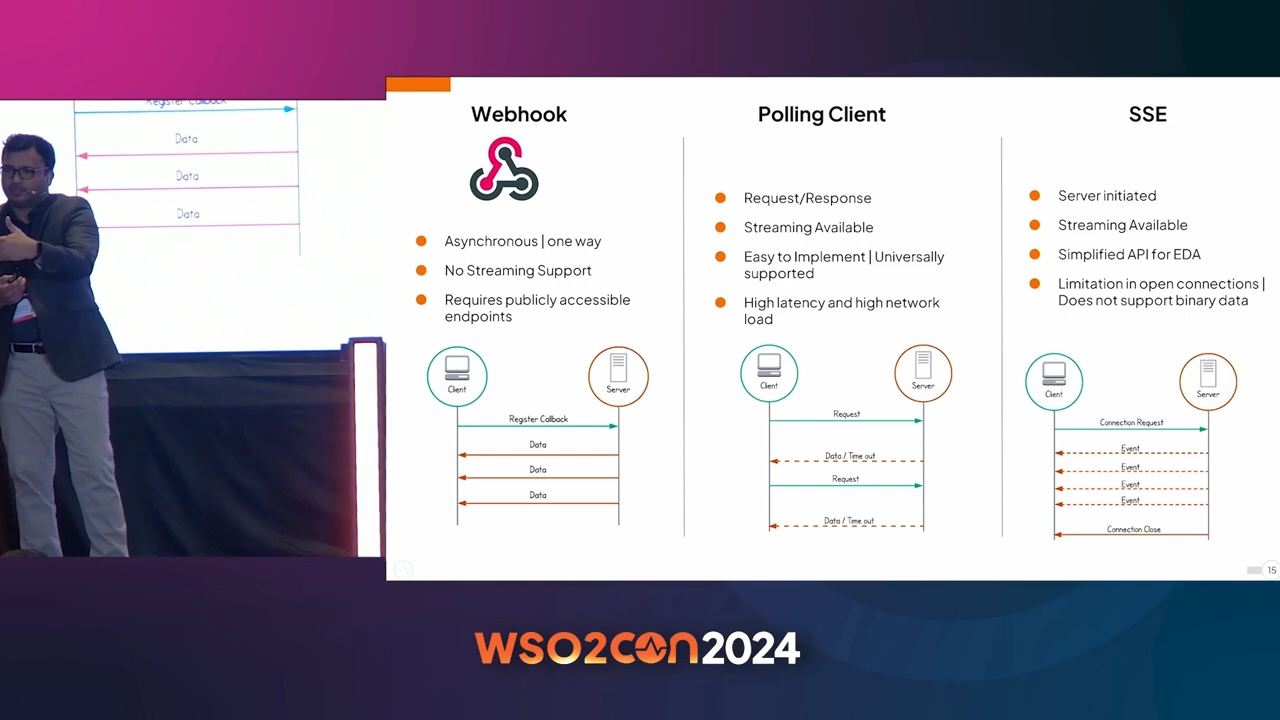 Register Callback
Data
Data
Data
Webhook
Asynchronous | one way
No Streaming Support
Requires publicly accessible
endpoints
Client
Server
Register Callback
Data
Data
Data
Polling Client
Request/Response
Streaming Available
Easy to Implement | Universally
supported
High latency and high network
load
Client
Server
Request
Data / Time out
Request
Data / Time out
SSE
Server initiated
Streaming Available
Simplified API for EDA
Limitation in open connections |
Does not support binary data
Client
Server
Connection Request
Event
Event
Event
Event
Connection Close
15
WSO2CON2024